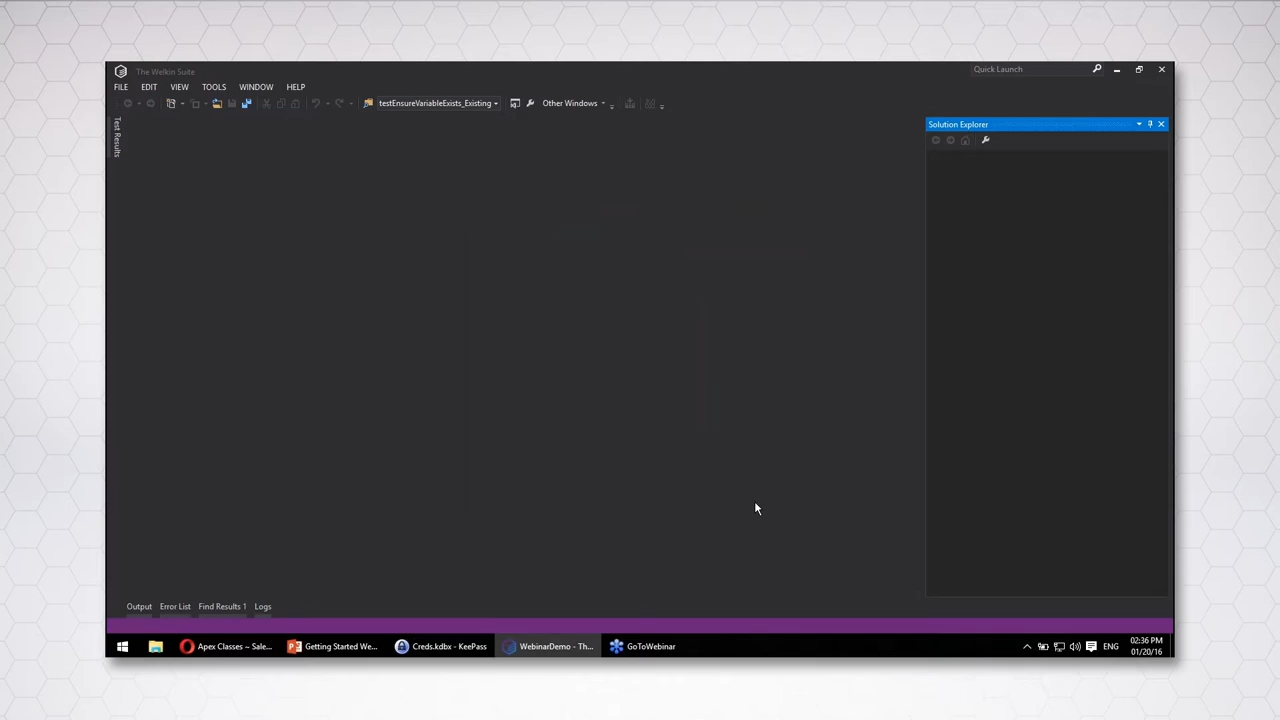 The Welkin Suite
Quick Launch
FILE EDIT VIEW TOOLS WINDOW HELP
testEnsureVariableExists_Existing Other Windows
Test Results
Solution Explorer
Output Error List Find Results 1 Logs
Apex Classes ~ Sale... Getting Started We... Creds.kdbx - KeePass WebinarDemo - Th... GoToWebinar ENG
02:36 PM
01/20/16